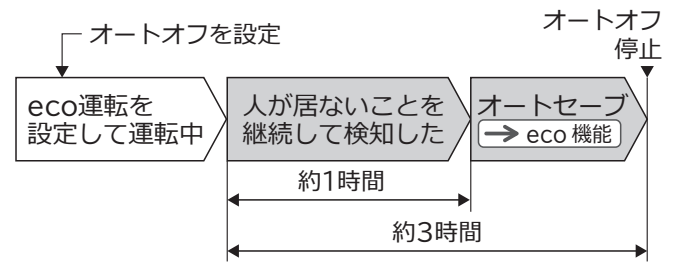 オートオフを設定
オートオフ
停止
eco運転を
設定して運転中
人が居ないことを
継続して検知した
オートセーブ
→ eco 機能
約1時間
約3時間